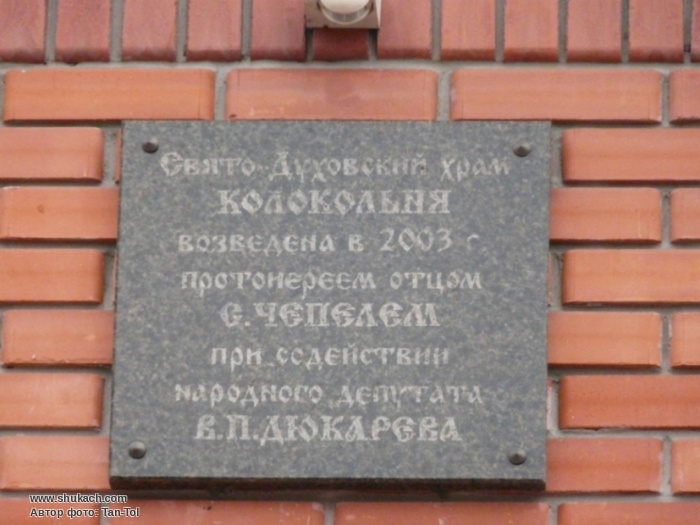 Свято-Духовский храм
КОЛОКОЛЬНЯ
возведена в 2003 г.
протоиереем отцом
С.ЧЕПЕЛЕМ
при содействии
народного депутата
В.П.ДЮКАРЕВА
www.shukach.com
Автор фото: Tan-Tol